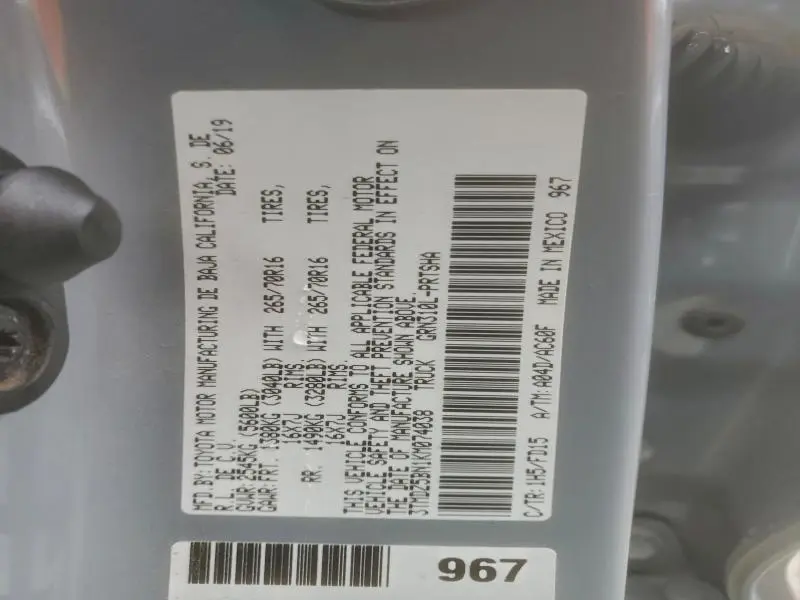 MFD BY: TOYOTA MOTOR MANUFACTURING DE BAJA CALIFORNIA, S. DE
R.L. DE C.V. DATE: 06/19
GVWR: 2545KG (5600LB)
GAWR: FRT 1380KG (3040LB) WITH 265/70R16 TIRES,
16X7J RIMS,
RR 1490KG (3280LB) WITH 265/70R16 TIRES,
16X7J RIMS.
THIS VEHICLE CONFORMS TO ALL APPLICABLE FEDERAL MOTOR
VEHICLE SAFETY AND THEFT PREVENTION STANDARDS IN EFFECT ON
THE DATE OF MANUFACTURE SHOWN ABOVE.
3TMDZ5BN1KM074038 TRUCK GRN310L-PRTSHA
C/TR: 1H5/FD15 A/TM: A04D/AC60F MADE IN MEXICO 967
967